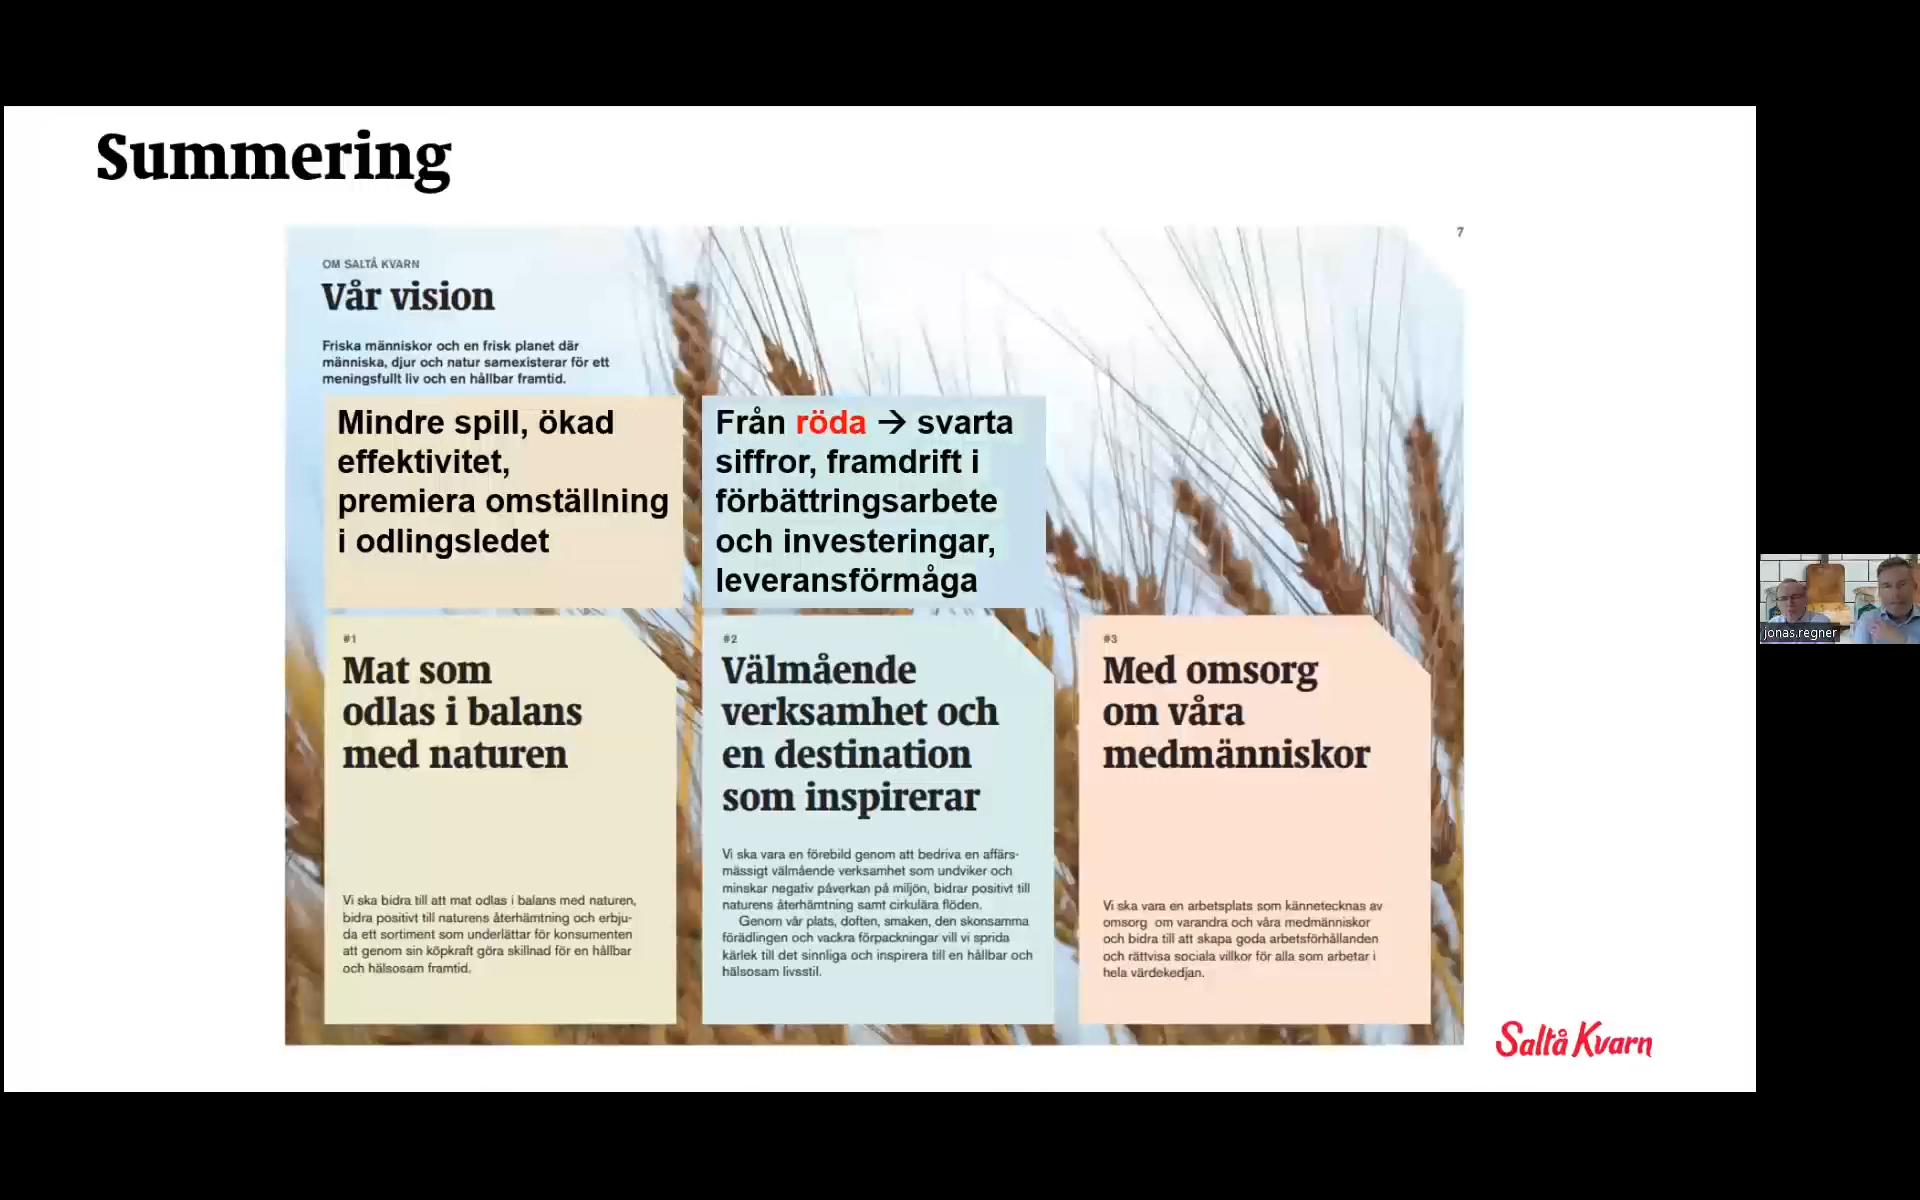 Summering
7
OM SALTÅ KVARN
Vår vision
Friska människor och en frisk planet där
människa, djur och natur samexisterar för ett
meningsfullt liv och en hållbar framtid.
Mindre spill, ökad
effektivitet,
premiera omställning
i odlingsledet
Från röda → svarta
siffror, framdrift i
förbättringsarbete
och investeringar,
leveransförmåga
#1
Mat som
odlas i balans
med naturen
Vi ska bidra till att mat odlas i balans med naturen,
bidra positivt till naturens återhämtning och erbju-
da ett sortiment som underlättar för konsumenten
att genom sin köpkraft göra skillnad för en hållbar
och hälsosam framtid.
#2
Välmående
verksamhet och
en destination
som inspirerar
Vi ska vara en förebild genom att bedriva en affärs-
mässigt välmående verksamhet som undviker och
minskar negativ påverkan på miljön, bidrar positivt till
naturens återhämtning samt cirkulära flöden.
Genom vår plats, doften, smaken, den skonsamma
förädlingen och vackra förpackningar vill vi sprida
kärlek till det sinnliga och inspirera till en hållbar och
hälsosam livsstil.
#3
Med omsorg
om våra
medmänniskor
Vi ska vara en arbetsplats som kännetecknas av
omsorg om varandra och våra medmänniskor
och bidra till att skapa goda arbetsförhållanden
och rättvisa sociala villkor för alla som arbetar i
hela värdekedjan.
Saltå Kvarn
jonas.regner